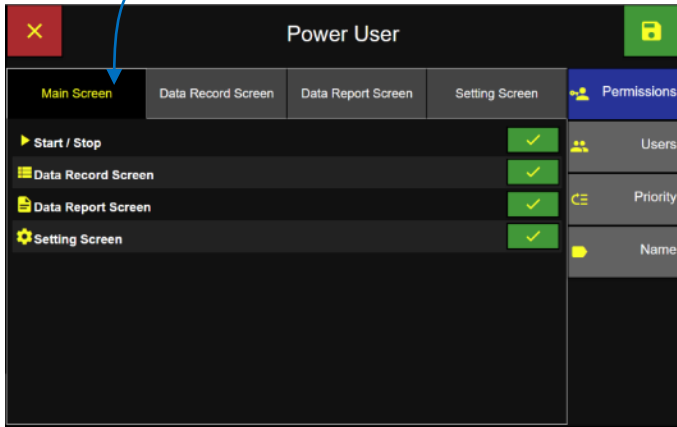 Power User
Main Screen Data Record Screen Data Report Screen Setting Screen Permissions
Start / Stop
Users
Data Record Screen
Data Report Screen
Priority
Setting Screen
Name